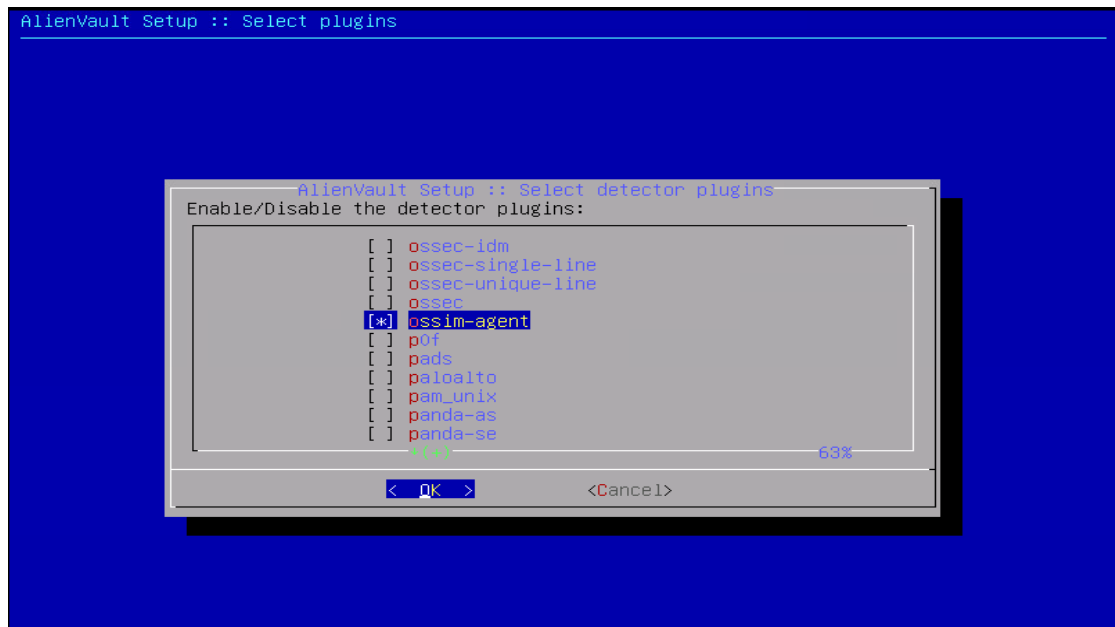 AlienVault Setup :: Select plugins
AlienVault Setup :: Select detector plugins
Enable/Disable the detector plugins:
[ ] ossec-idm
[ ] ossec-single-line
[ ] ossec-unique-line
[ ] ossec
[*] ossim-agent
[ ] p0f
[ ] pads
[ ] paloalto
[ ] pam_unix
[ ] panda-as
[ ] panda-se
63%
< OK > <Cancel>